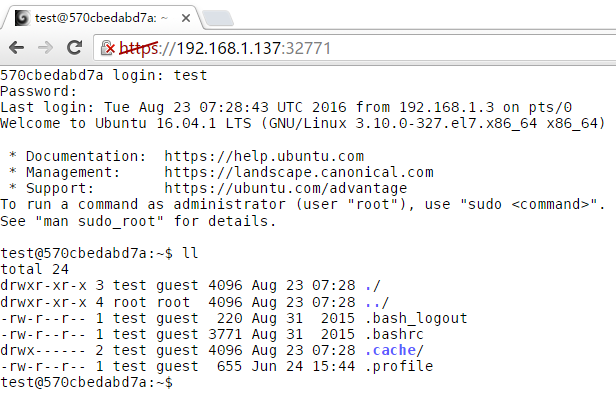 test@570cbedabd7a: ~
https://192.168.1.137:32771
570cbedabd7a login: test
Password:
Last login: Tue Aug 23 07:28:43 UTC 2016 from 192.168.1.3 on pts/0
Welcome to Ubuntu 16.04.1 LTS (GNU/Linux 3.10.0-327.el7.x86_64 x86_64)

 * Documentation:  https://help.ubuntu.com
 * Management:     https://landscape.canonical.com
 * Support:        https://ubuntu.com/advantage
To run a command as administrator (user "root"), use "sudo <command>".
See "man sudo_root" for details.

test@570cbedabd7a:~$ ll
total 24
drwxr-xr-x 3 test guest 4096 Aug 23 07:28 ./
drwxr-xr-x 4 root root  4096 Aug 23 07:28 ../
-rw-r--r-- 1 test guest  220 Aug 31  2015 .bash_logout
-rw-r--r-- 1 test guest 3771 Aug 31  2015 .bashrc
drwx------ 2 test guest 4096 Aug 23 07:28 .cache/
-rw-r--r-- 1 test guest  655 Jun 24 15:44 .profile
test@570cbedabd7a:~$